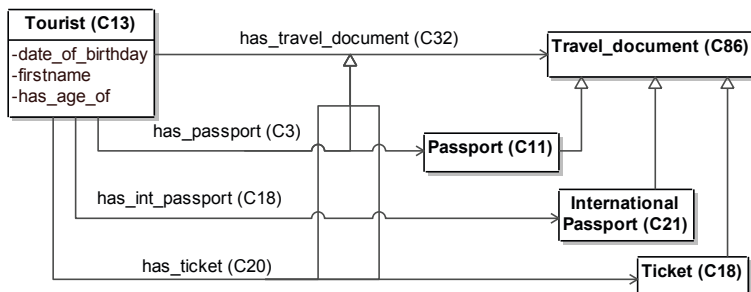 Tourist (C13)
-date_of_birthday
-firstname
-has_age_of
has_travel_document (C32)
Travel_document (C86)
has_passport (C3)
Passport (C11)
has_int_passport (C18)
International
Passport (C21)
has_ticket (C20)
Ticket (C18)